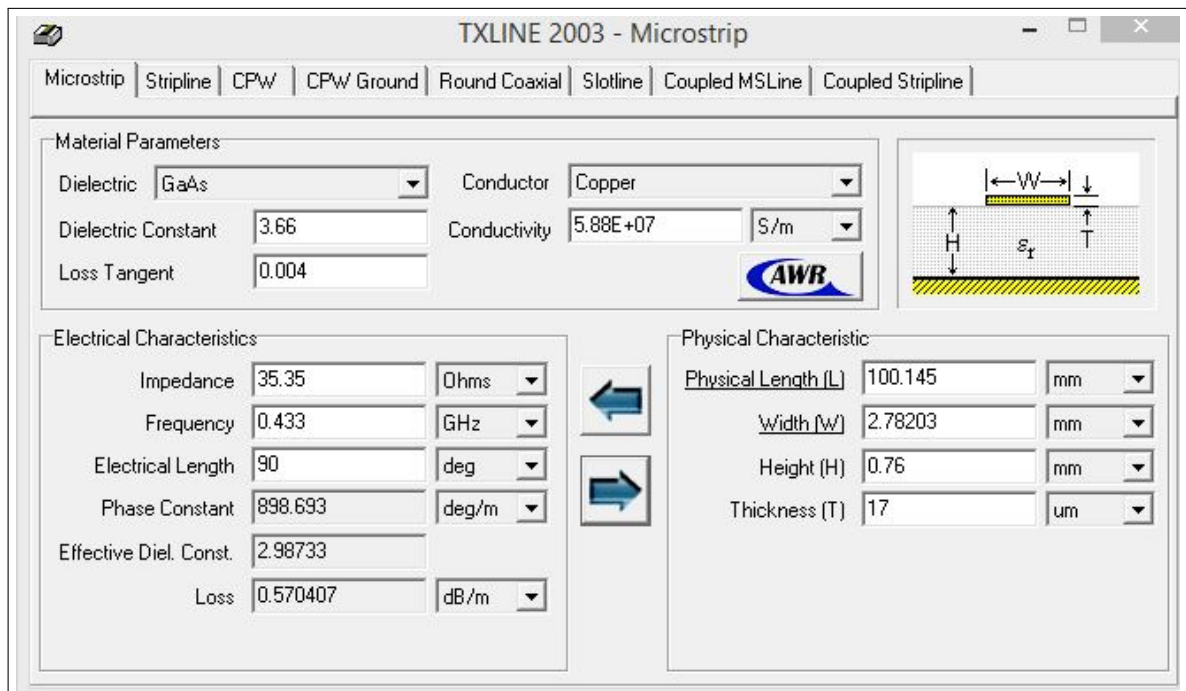 TXLINE 2003 - Microstrip
Microstrip Stripline CPW CPW Ground Round Coaxial Slotline Coupled MSLine Coupled Stripline
Material Parameters
Dielectric GaAs Conductor Copper
Dielectric Constant 3.66 Conductivity 5.88E+07 S/m
Loss Tangent 0.004
AWR
W
H
εr
T
Electrical Characteristics
Impedance 35.35 Ohms
Frequency 0.433 GHz
Electrical Length 90 deg
Phase Constant 898.693 deg/m
Effective Diel. Const. 2.98733
Loss 0.570407 dB/m
Physical Characteristic
Physical Length (L) 100.145 mm
Width (W) 2.78203 mm
Height (H) 0.76 mm
Thickness (T) 17 um